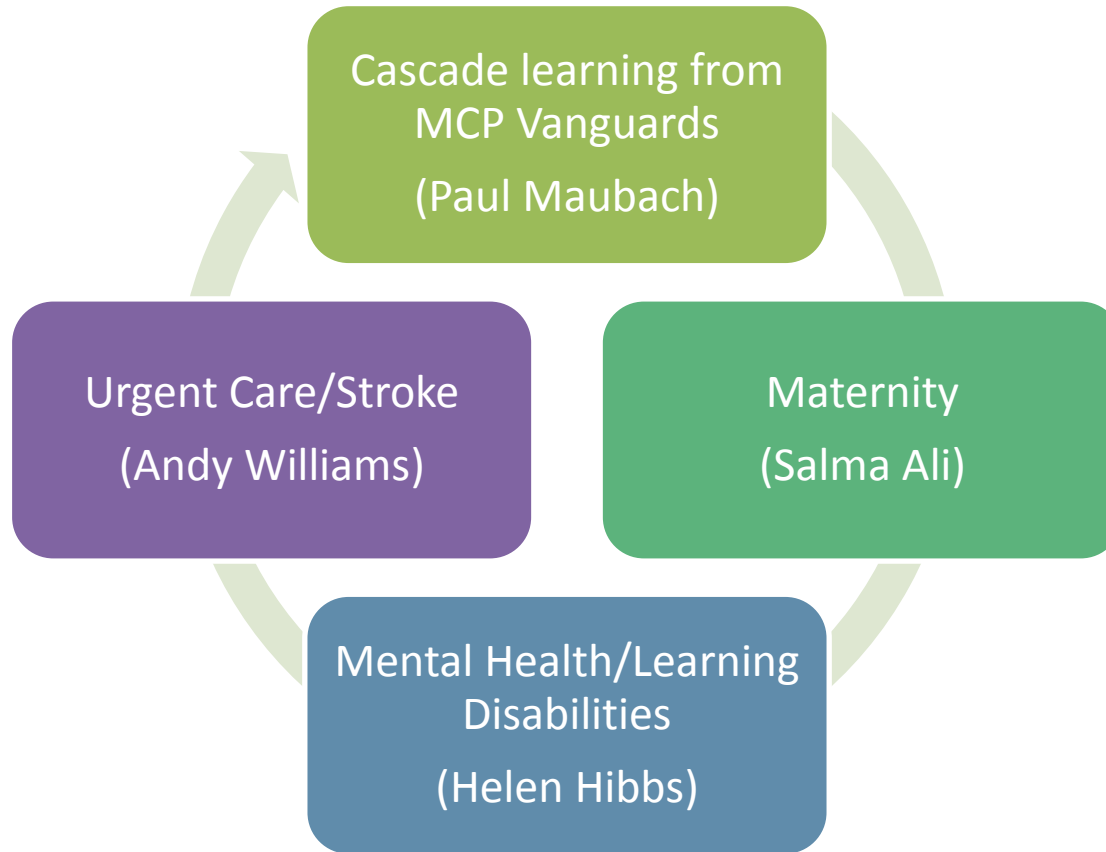 Cascade learning from
MCP Vanguards
(Paul Maubach)
Maternity
(Salma Ali)
Mental Health/Learning
Disabilities
(Helen Hibbs)
Urgent Care/Stroke
(Andy Williams)